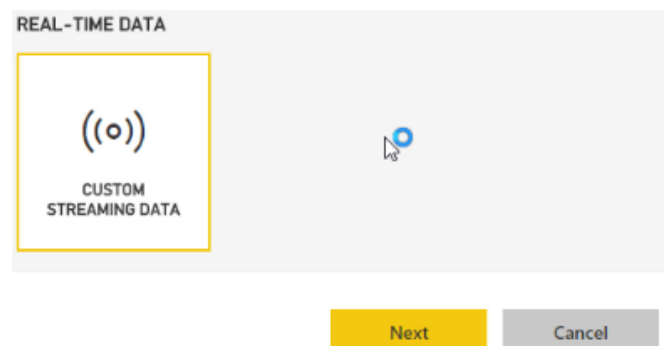 REAL-TIME DATA
CUSTOM
STREAMING DATA
Next
Cancel